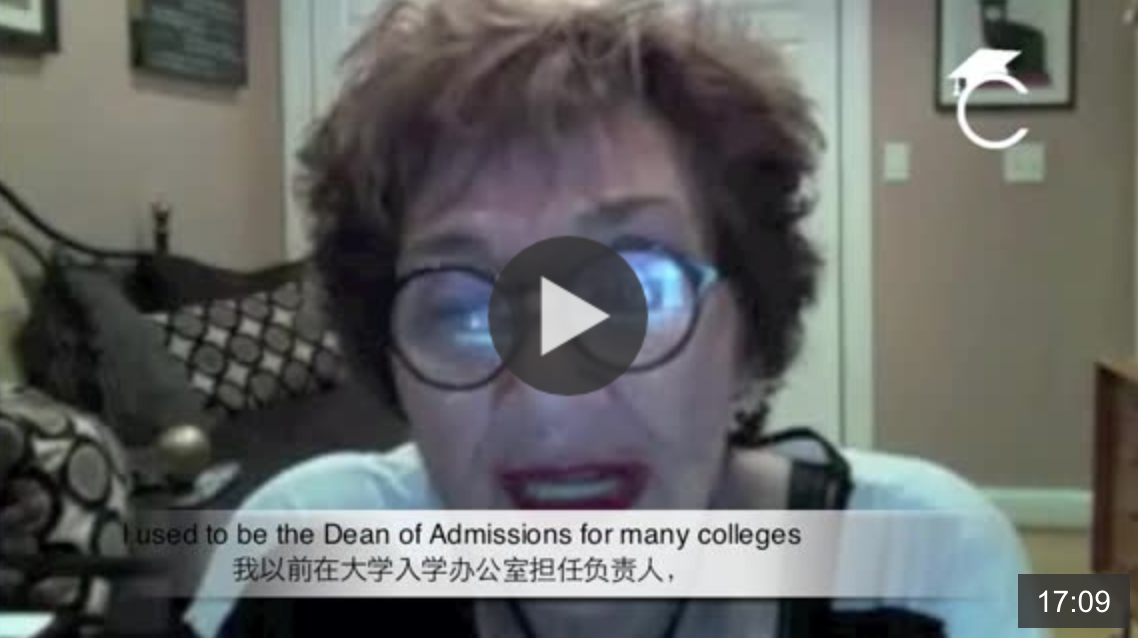 I used to be the Dean of Admissions for many colleges
我以前在大学入学办公室担任负责人，
17:09